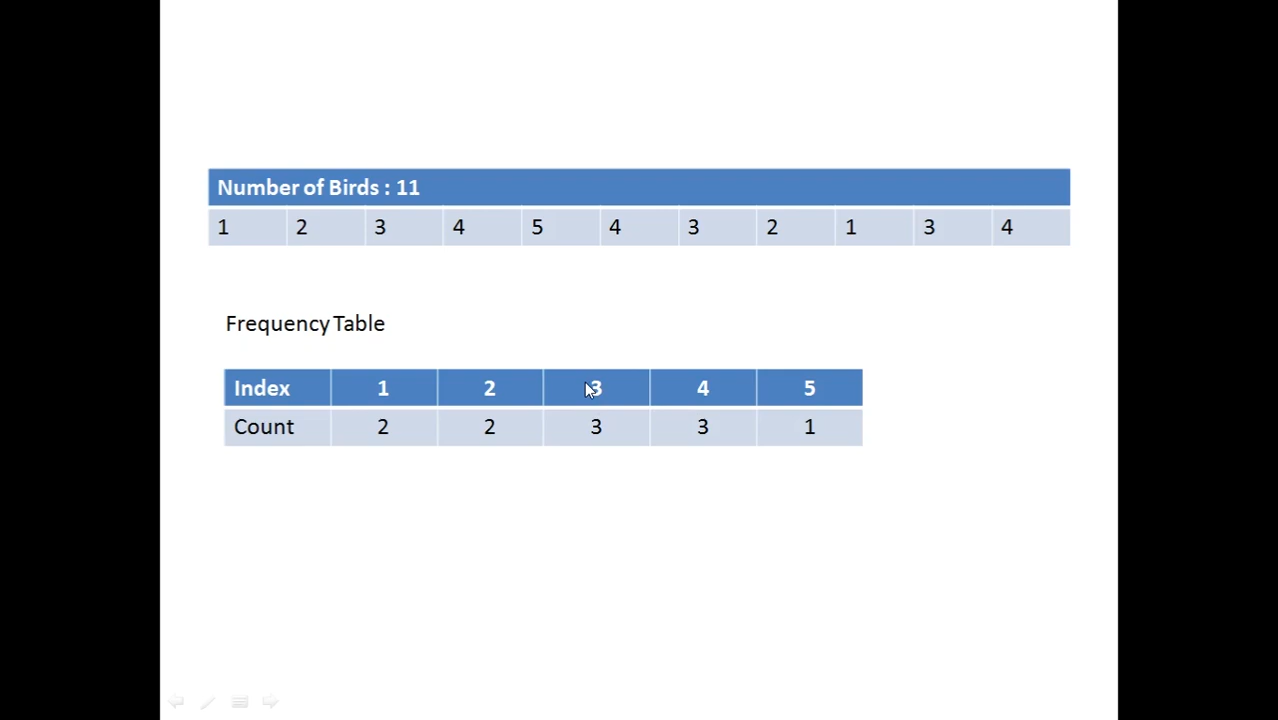 Number of Birds : 11
1 2 3 4 5 4 3 2 1 3 4
Frequency Table
Index 1 2 3 4 5
Count 2 2 3 3 1